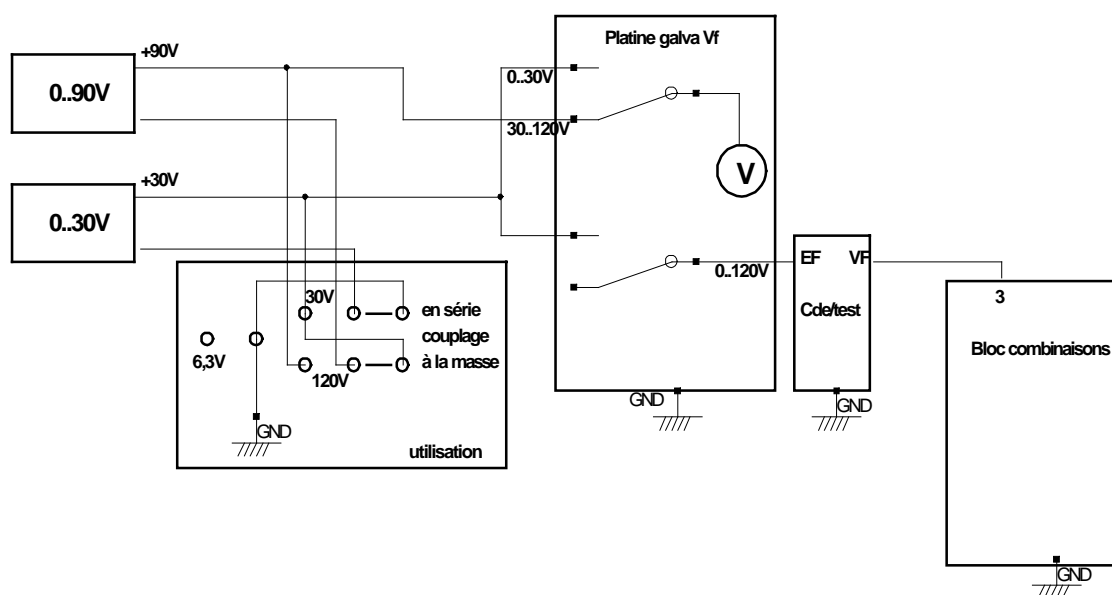 Platine galva Vf
+90V
0..90V
0..30V
30..120V
V
+30V
0..30V
0..120V
EF VF
Cde/test
3
Bloc combinaisons
30V
en série
couplage
à la masse
6,3V
120V
GND
utilisation
GND
GND
GND